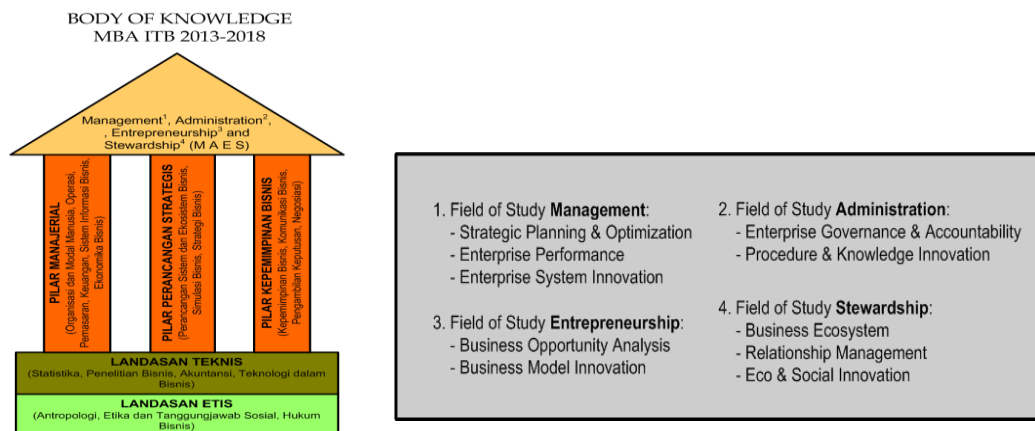 BODY OF KNOWLEDGE
MBA ITB 2013-2018
Management¹, Administration²,
, Entrepreneurship³ and
Stewardship⁴ (M A E S)
PILAR MANAJERIAL
(Organisasi dan Modal Manusia, Operasi,
Pemasaran, Keuangan, Sistem Informasi Bisnis,
Ekonomika Bisnis)
PILAR PERANCANGAN STRATEGIS
(Perancangan Sistem dan Ekosistem Bisnis,
Simulasi Bisnis, Strategi Bisnis)
PILAR KEPEMIMPINAN BISNIS
(Kepemimpinan Bisnis, Komunikasi Bisnis,
Pengambilan Keputusan, Negosiasi)
LANDASAN TEKNIS
(Statistika, Penelitian Bisnis, Akuntansi, Teknologi dalam
Bisnis)
LANDASAN ETIS
(Antropologi, Etika dan Tanggungjawab Sosial, Hukum
Bisnis)
1. Field of Study Management:
- Strategic Planning & Optimization
- Enterprise Performance
- Enterprise System Innovation
2. Field of Study Administration:
- Enterprise Governance & Accountability
- Procedure & Knowledge Innovation
3. Field of Study Entrepreneurship:
- Business Opportunity Analysis
- Business Model Innovation
4. Field of Study Stewardship:
- Business Ecosystem
- Relationship Management
- Eco & Social Innovation